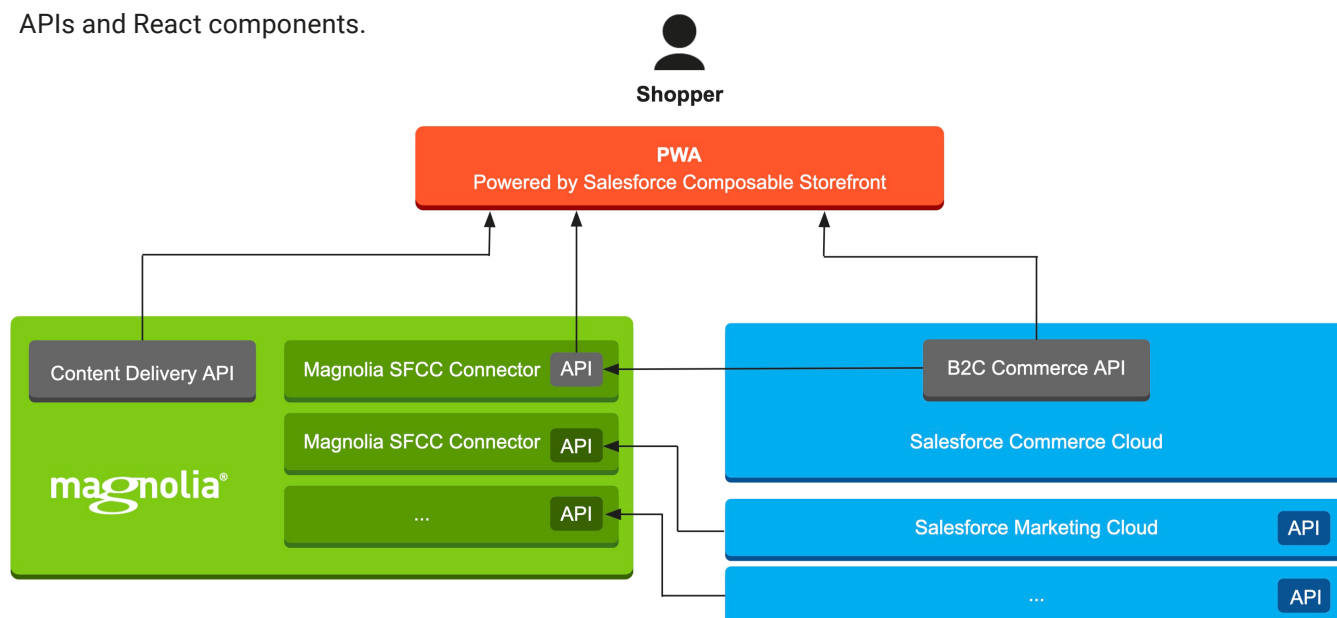 APIs and React components.
Shopper
PWA
Powered by Salesforce Composable Storefront
Content Delivery API
Magnolia SFCC Connector
API
B2C Commerce API
Magnolia SFCC Connector
API
Salesforce Commerce Cloud
magnolia®
...
API
Salesforce Marketing Cloud
API
...
API